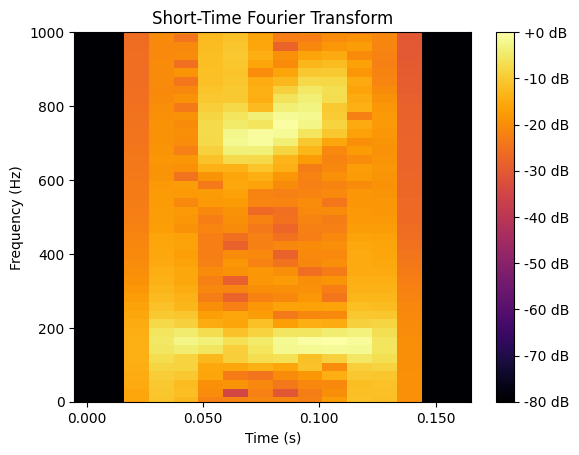 Short-Time Fourier Transform
1000
800
600
400
200
0
Frequency (Hz)
0.000
0.050
0.100
0.150
Time (s)
+0 dB
-10 dB
-20 dB
-30 dB
-40 dB
-50 dB
-60 dB
-70 dB
-80 dB